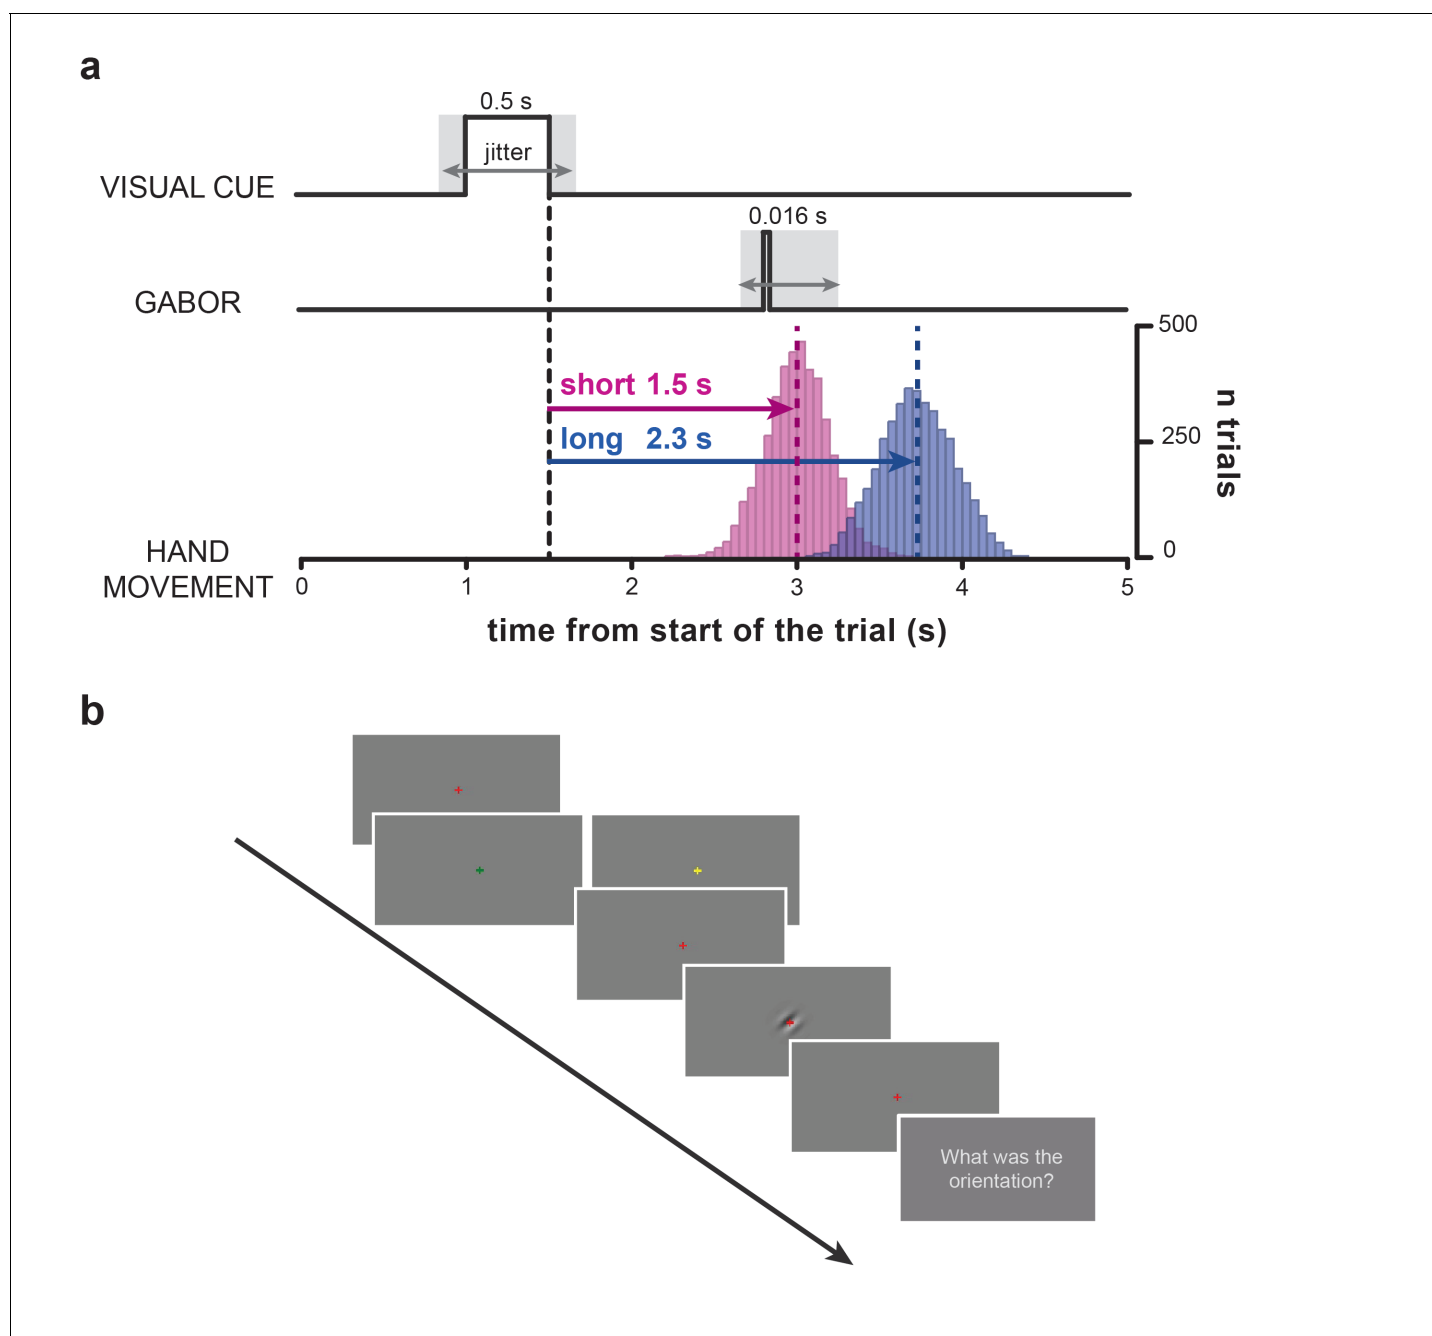 a
0.5 s
jitter
VISUAL CUE
0.016 s
GABOR
500
short 1.5 s
250
long 2.3 s
n trials
0
HAND
MOVEMENT
0 1 2 3 4 5
time from start of the trial (s)
b
What was the
orientation?